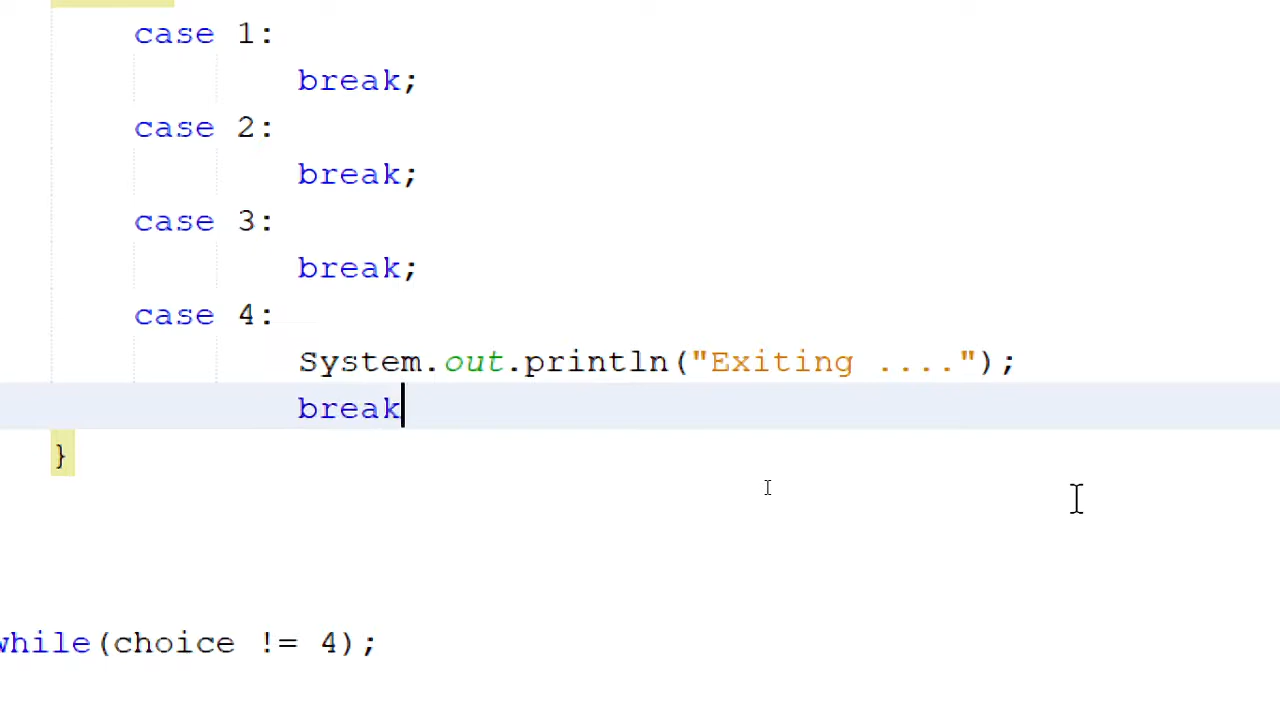 case 1:
break;
case 2:
break;
case 3:
break;
case 4:
System.out.println("Exiting ....");
break
}
while(choice != 4);